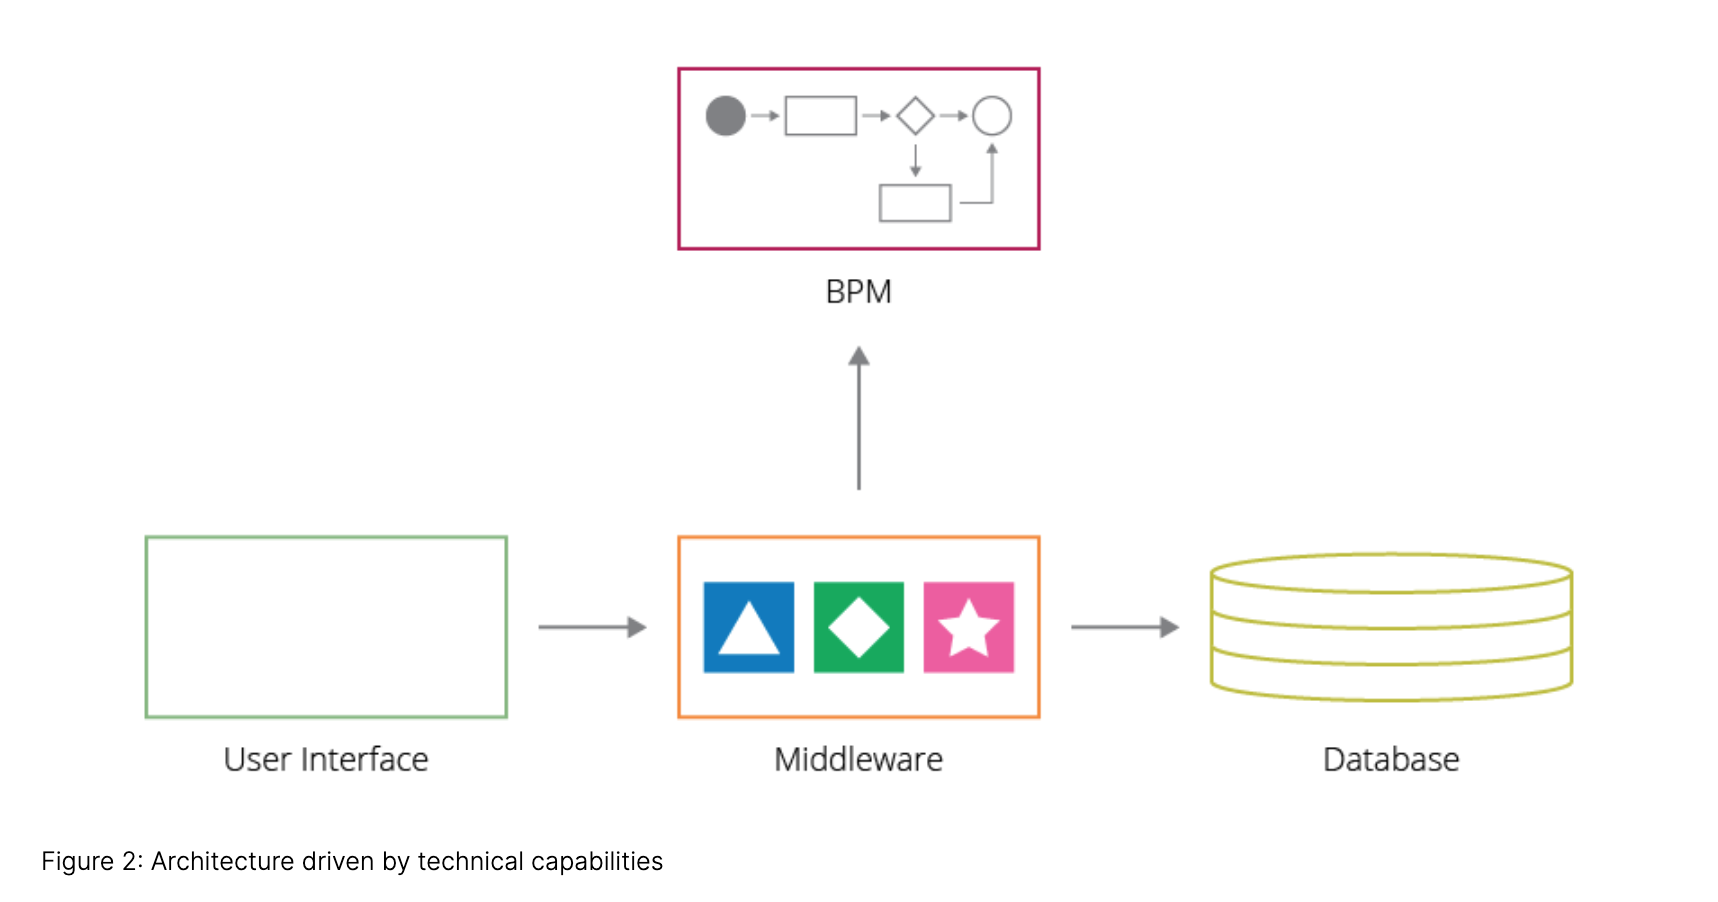 BPM
User Interface
Middleware
Database
Figure 2: Architecture driven by technical capabilities